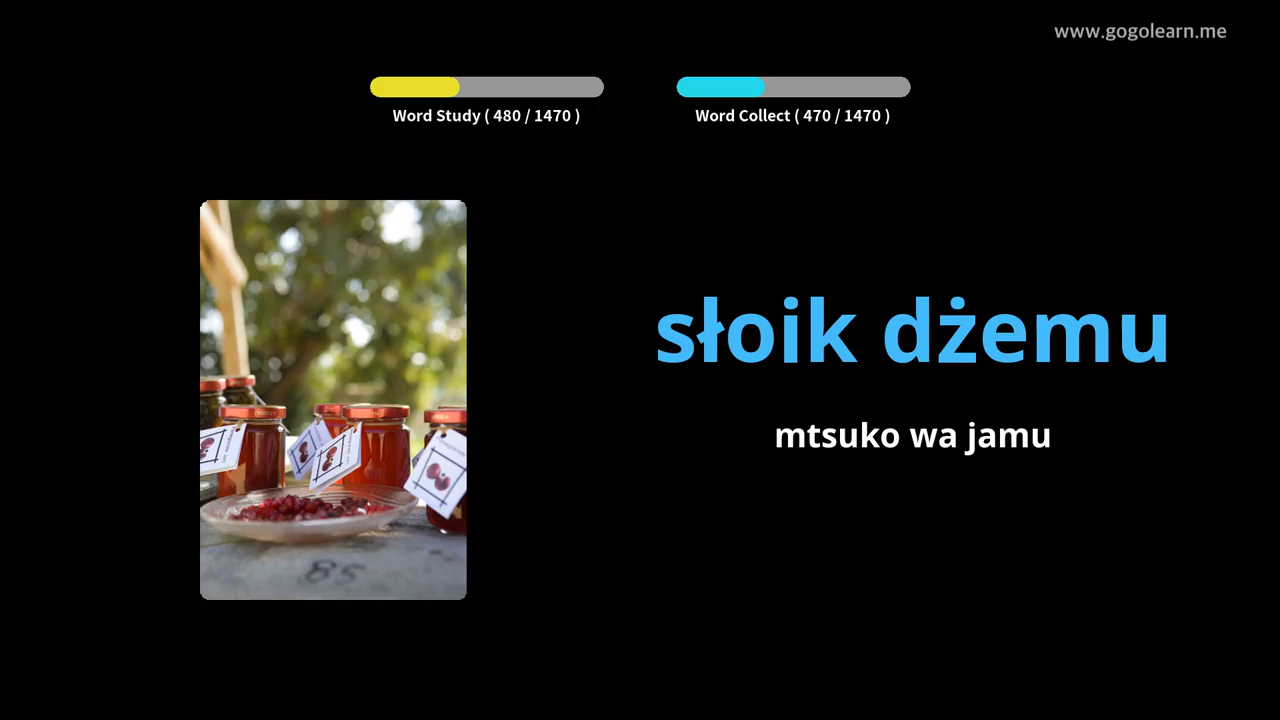 www.gogolearn.me
Word Study ( 480 / 1470 )
Word Collect ( 470 / 1470 )
słoik dżemu
mtsuko wa jamu
85